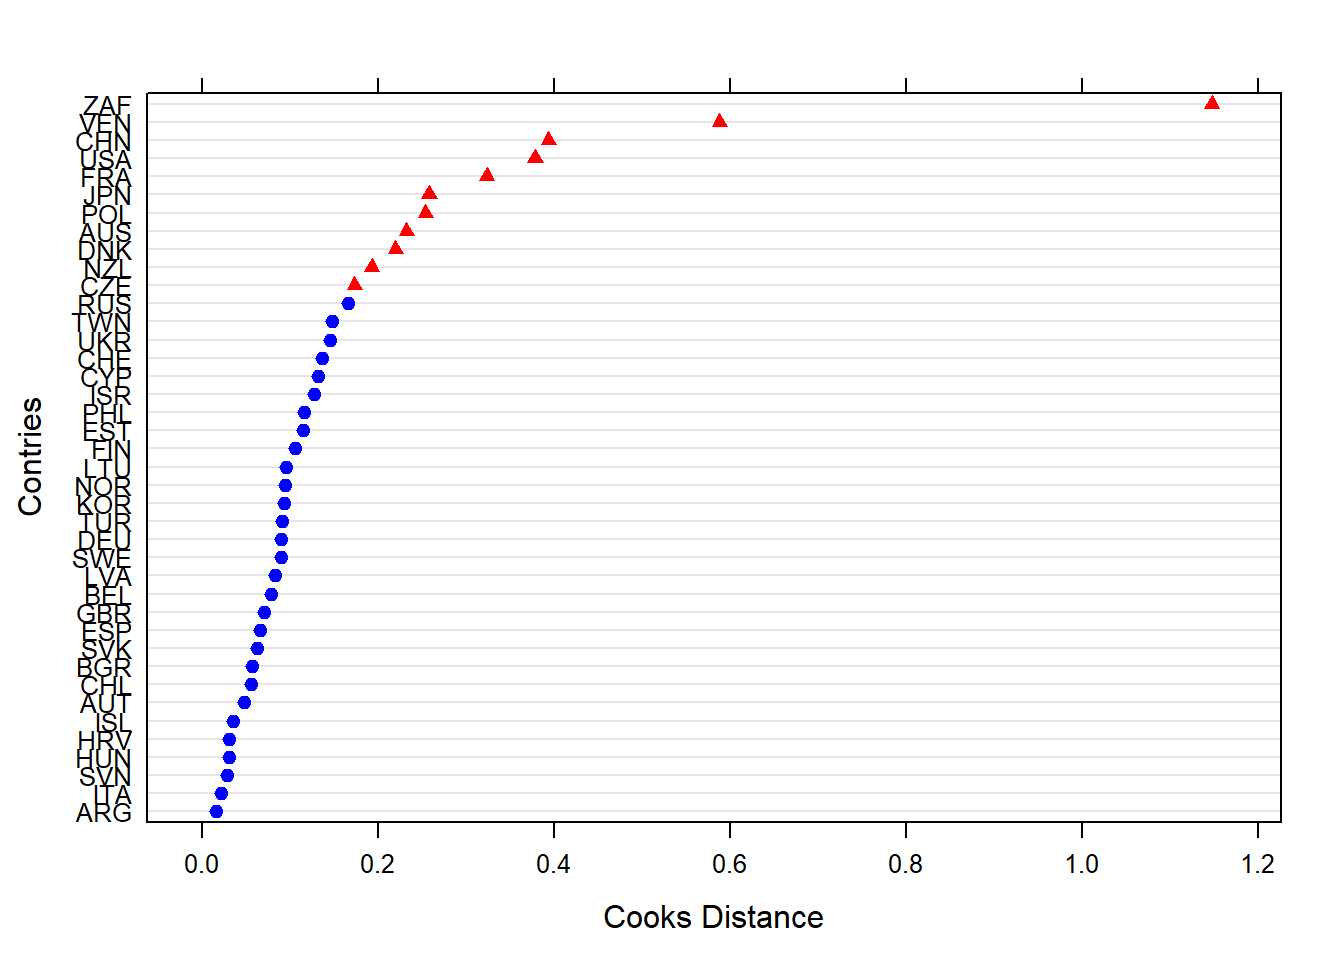 ZAF
VEN
CHN
USA
FRA
JPN
POL
AUS
DNK
NZL
CZE
RUS
TWN
UKR
CHE
CYP
ISR
PHL
EST
FIN
LTU
NOR
KOR
TUR
DEU
SWE
LVA
BEL
GBR
ESP
SVK
BGR
CHL
AUT
ISL
HRV
HUN
SVN
ITA
ARG
Contries
0.0 0.2 0.4 0.6 0.8 1.0 1.2
Cooks Distance